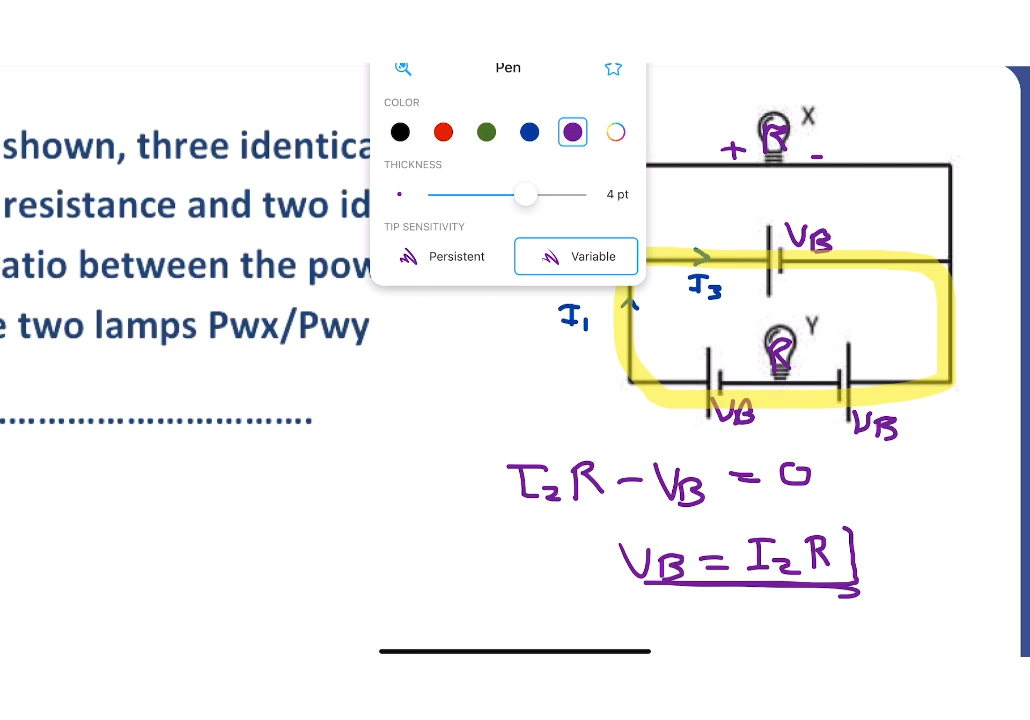 Pen
COLOR
THICKNESS
4 pt
TIP SENSITIVITY
Persistent
Variable
shown, three identica
resistance and two id
atio between the pow
e two lamps Pwx/Pwy
.................................
X
+ R -
VB
I3
I1
Y
R
VB
VB
I2R - VB = 0
VB = I2R